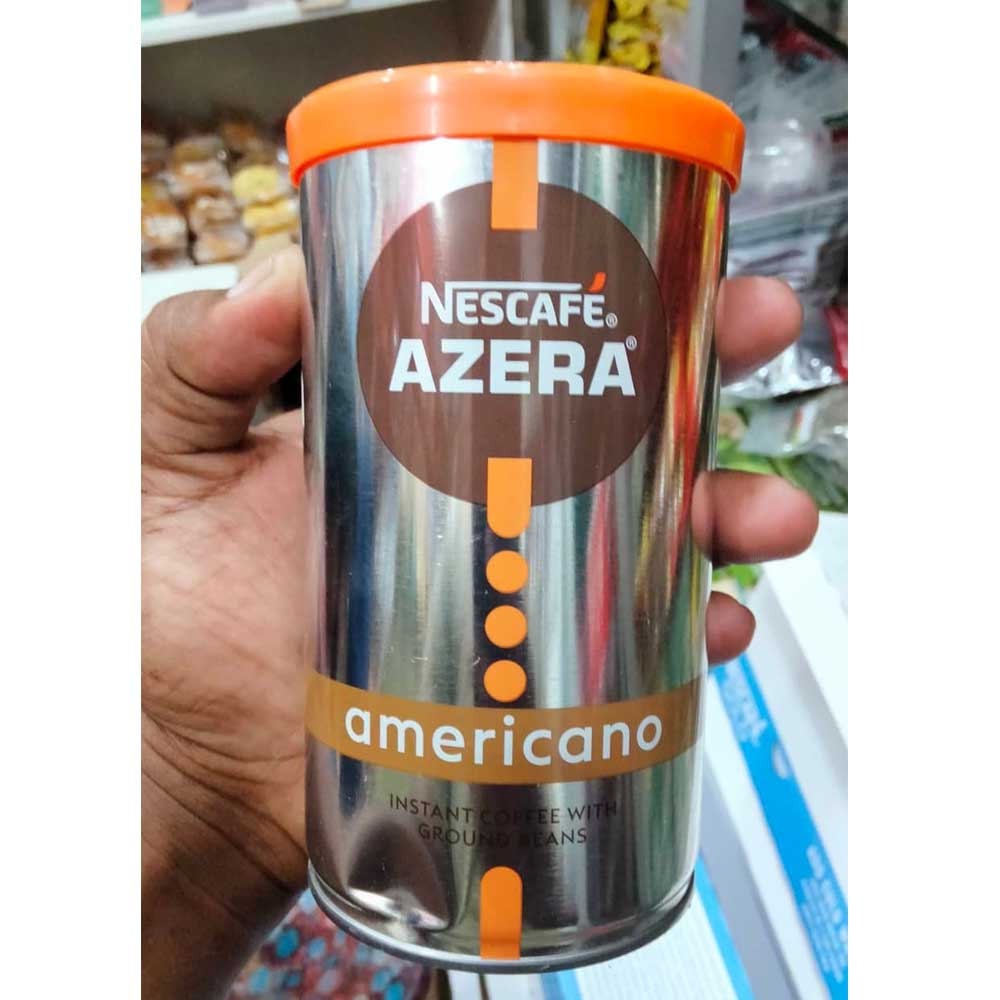 NESCAFÉ®
AZERA®
americano
INSTANT COFFEE WITH
GROUND BEANS